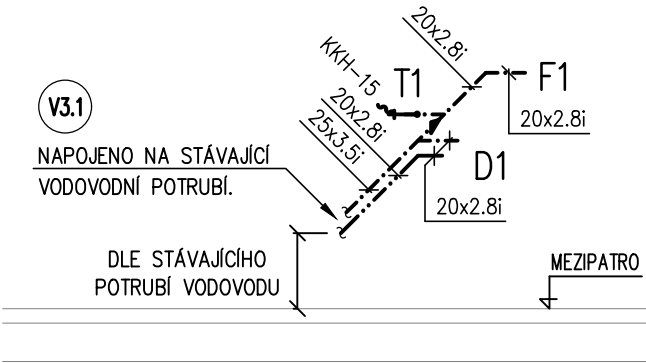 20x2.8i
KKH-15
T1
F1
20x2.8i
V3.1
20x2.8i
25x3.5i
NAPOJENO NA STÁVAJÍCÍ
VODOVODNÍ POTRUBÍ.
D1
20x2.8i
DLE STÁVAJÍCÍHO
POTRUBÍ VODOVODU
MEZIPATRO